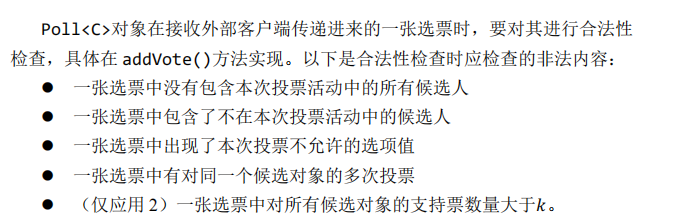 Poll<C>对象在接收外部客户端传递进来的一张选票时，要对其进行合法性
检查，具体在 addVote()方法实现。以下是合法性检查时应检查的非法内容：
● 一张选票中没有包含本次投票活动中的所有候选人
● 一张选票中包含了不在本次投票活动中的候选人
● 一张选票中出现了本次投票不允许的选项值
● 一张选票中有对同一个候选对象的多次投票
● （仅应用 2）一张选票中对所有候选对象的支持票数量大于k。